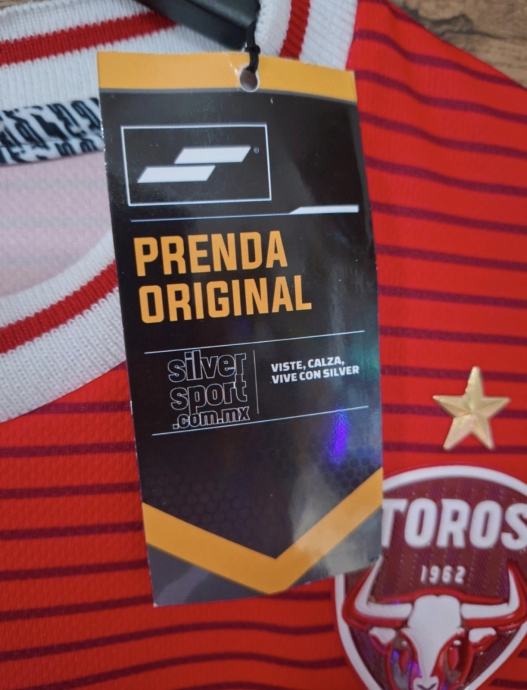 PRENDA
ORIGINAL
silver
sport
.com.mx
VISTE, CALZA,
VIVE CON SILVER
TOROS
1962